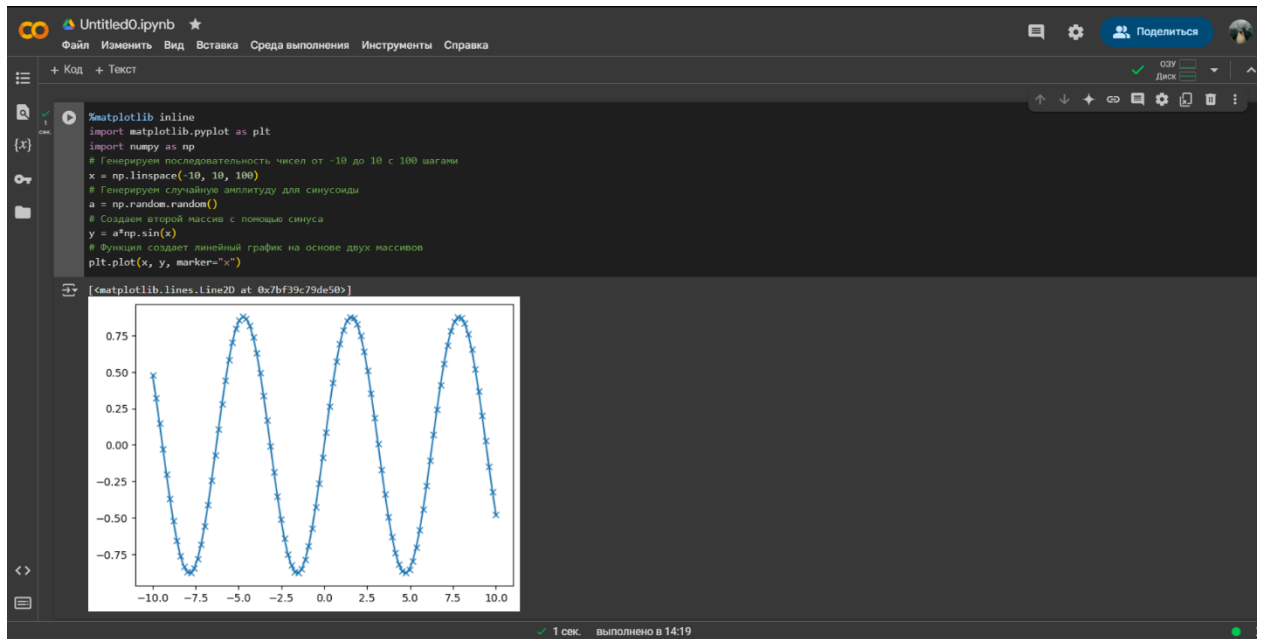 Untitled0.ipynb
Файл Изменить Вид Вставка Среда выполнения Инструменты Справка
Поделиться
+ Код + Текст
ОЗУ
Диск
1
сек.
{x}
%matplotlib inline
import matplotlib.pyplot as plt
import numpy as np
# Генерируем последовательность чисел от -10 до 10 с 100 шагами
x = np.linspace(-10, 10, 100)
# Генерируем случайную амплитуду для синусоиды
a = np.random.random()
# Создаем второй массив с помощью синуса
y = a*np.sin(x)
# Функция создает линейный график на основе двух массивов
plt.plot(x, y, marker="x")
[<matplotlib.lines.Line2D at 0x7bf39c79de50>]
0.75
0.50
0.25
0.00
−0.25
−0.50
−0.75
−10.0 −7.5 −5.0 −2.5 0.0 2.5 5.0 7.5 10.0
1 сек. выполнено в 14:19